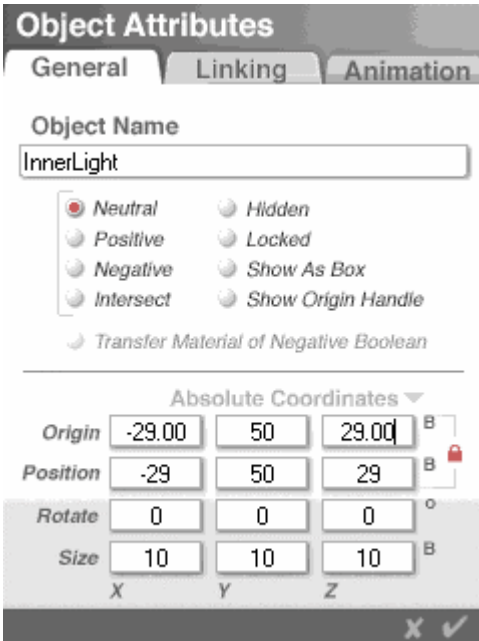 Object Attributes
General Linking Animation
Object Name
InnerLight
Neutral Hidden
Positive Locked
Negative Show As Box
Intersect Show Origin Handle
Transfer Material of Negative Boolean
Absolute Coordinates
Origin -29.00 50 29.00 B
Position -29 50 29 B
Rotate 0 0 0 o
Size 10 10 10 B
X Y Z